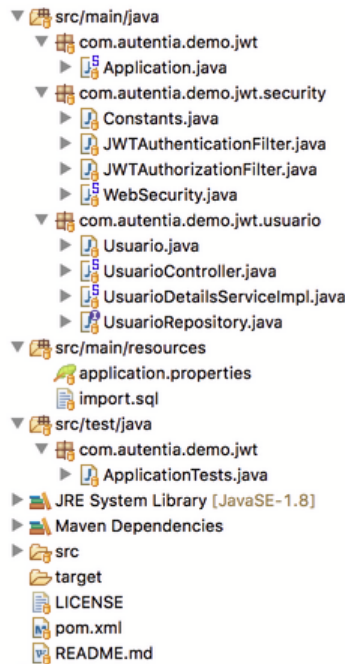 src/main/java
com.autentia.demo.jwt
Application.java
com.autentia.demo.jwt.security
Constants.java
JWTAuthenticationFilter.java
JWTAuthorizationFilter.java
WebSecurity.java
com.autentia.demo.jwt.usuario
Usuario.java
UsuarioController.java
UsuarioDetailsServiceImpl.java
UsuarioRepository.java
src/main/resources
application.properties
import.sql
src/test/java
com.autentia.demo.jwt
ApplicationTests.java
JRE System Library [JavaSE-1.8]
Maven Dependencies
src
target
LICENSE
pom.xml
README.md